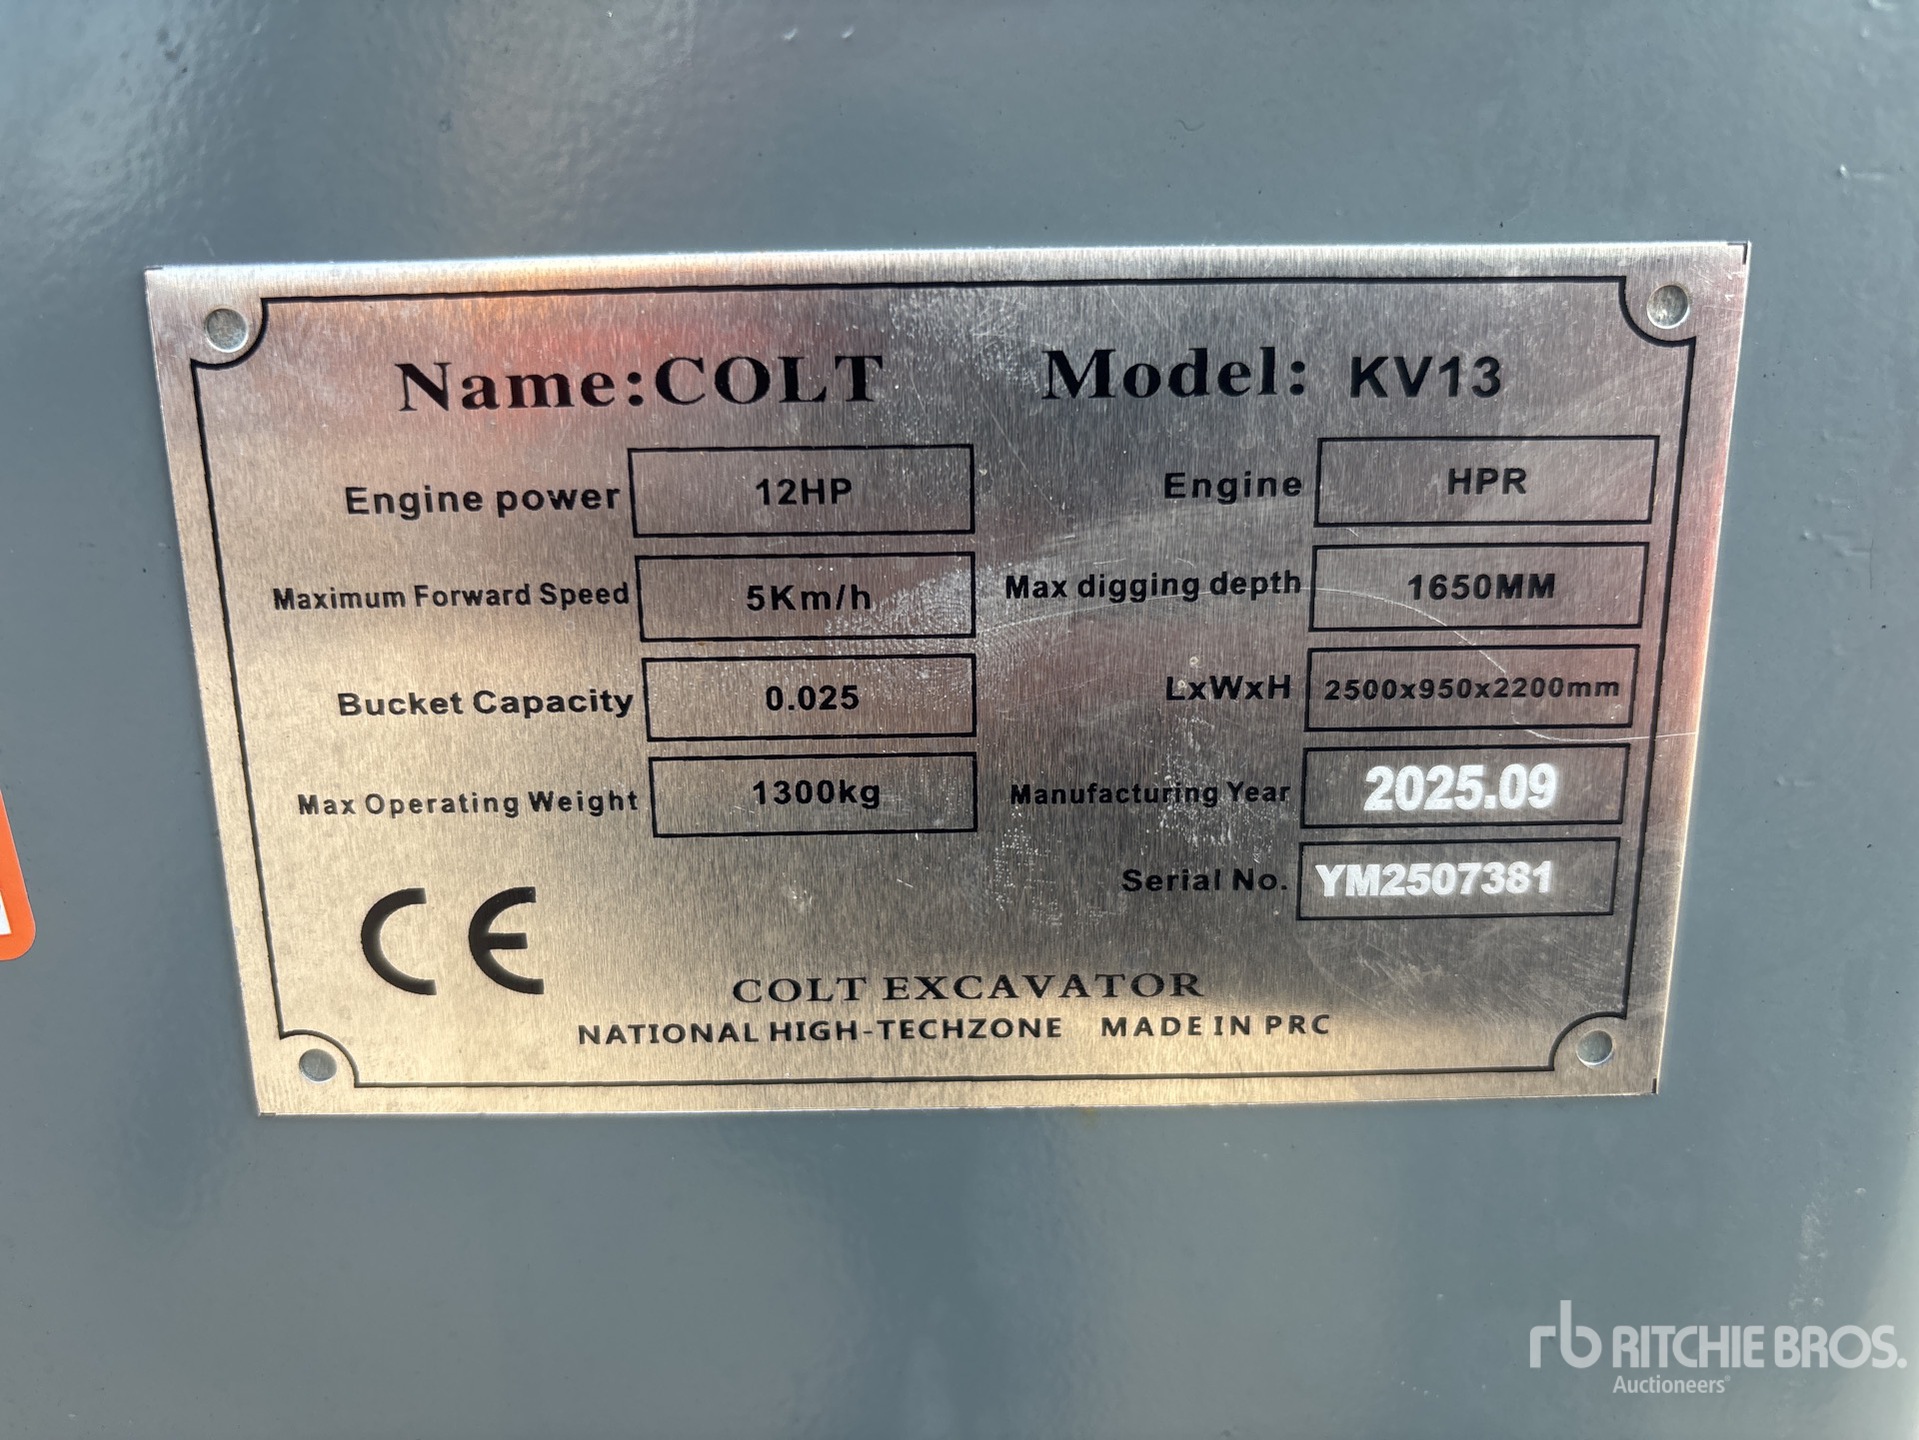 Name:COLT Model: KV13
Engine power 12HP Engine HPR
Maximum Forward Speed 5Km/h Max digging depth 1650MM
Bucket Capacity 0.025 LxWxH 2500x950x2200mm
Max Operating Weight 1300kg Manufacturing Year 2025.09
Serial No. YM2507381
CE
COLT EXCAVATOR
NATIONAL HIGH-TECHZONE MADE IN PRC
rb RITCHIE BROS.
Auctioneers